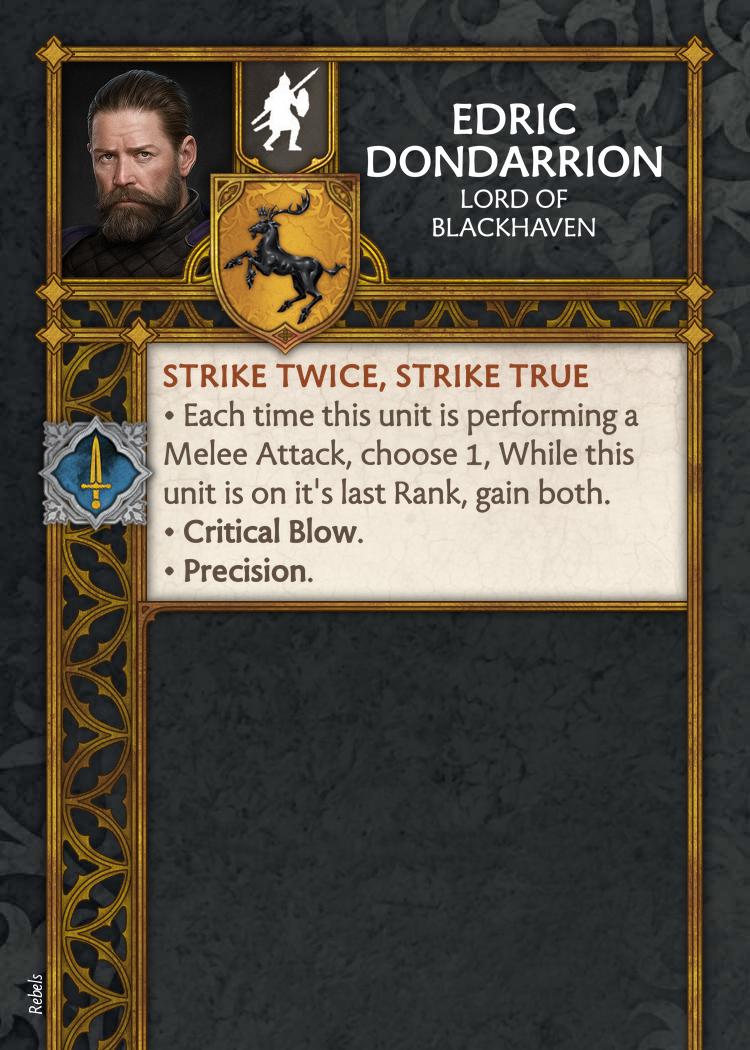 EDRIC
DONDARRION
LORD OF
BLACKHAVEN
STRIKE TWICE, STRIKE TRUE
• Each time this unit is performing a
Melee Attack, choose 1, While this
unit is on it's last Rank, gain both.
• Critical Blow.
• Precision.
Rebels